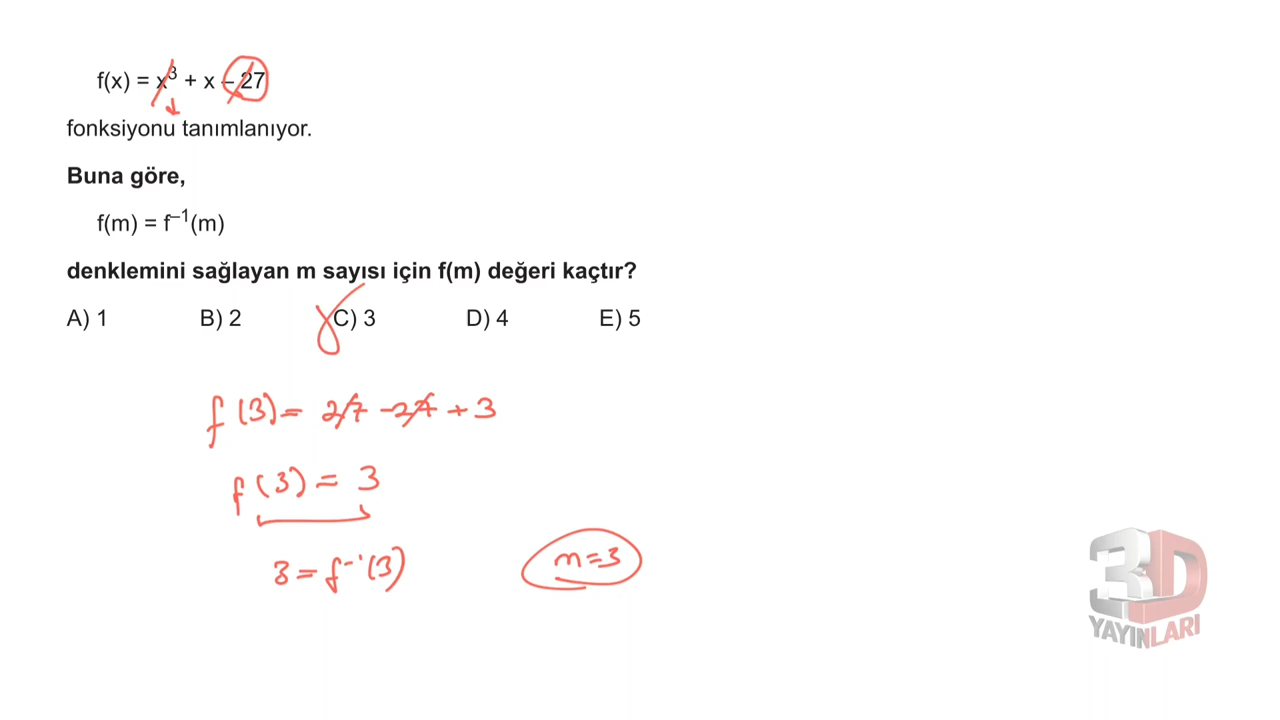 f(x) = x³ + x – 27
fonksiyonu tanımlanıyor.
Buna göre,
f(m) = f⁻¹(m)
denklemini sağlayan m sayısı için f(m) değeri kaçtır?
A) 1 B) 2 C) 3 D) 4 E) 5
f(3) = 27 - 27 + 3
f(3) = 3
3 = f⁻¹(3) m=3
3D
YAYINLARI